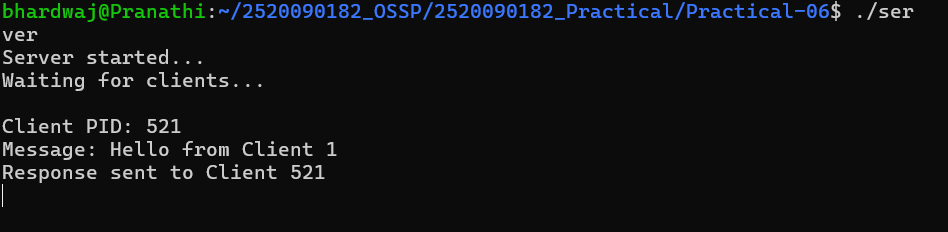 bhardwaj@Pranathi:~/2520090182_OSSP/2520090182_Practical/Practical-06$ ./ser
ver
Server started...
Waiting for clients...
Client PID: 521
Message: Hello from Client 1
Response sent to Client 521